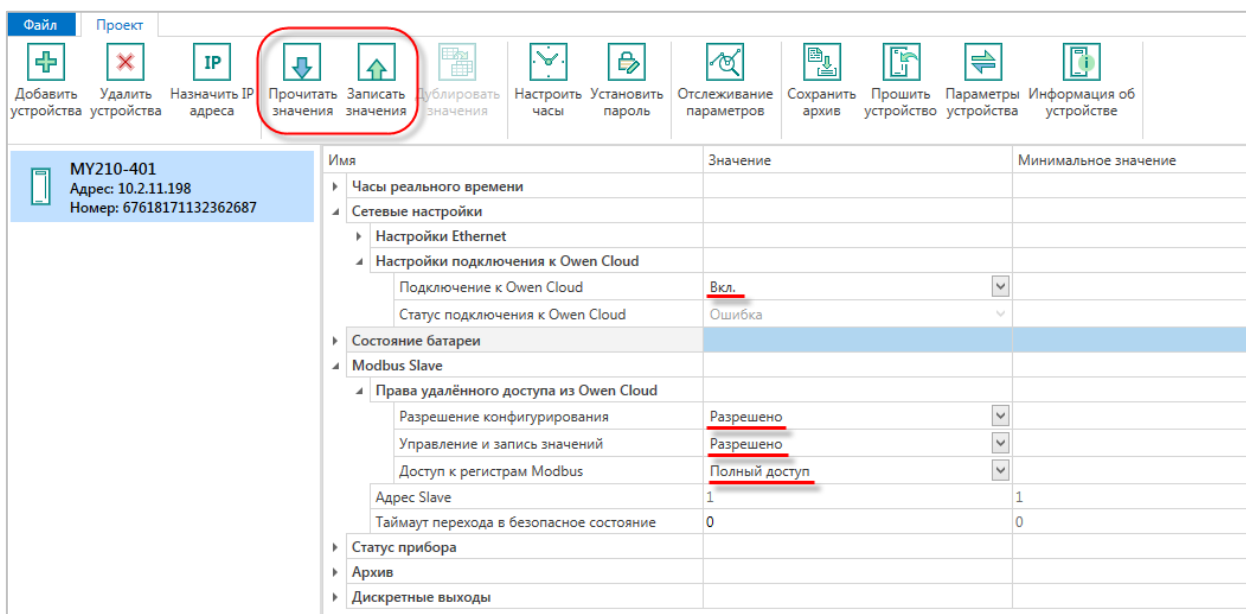 Файл Проект
Добавить устройства
Удалить устройства
IP
Назначить IP адреса
Прочитать значения
Записать значения
Дублировать значения
Настроить часы
Установить пароль
Отслеживание параметров
Сохранить архив
Прошить устройство
Параметры устройства
Информация об устройстве
МУ210-401
Адрес: 10.2.11.198
Номер: 67618171132362687
Имя Значение Минимальное значение
Часы реального времени
Сетевые настройки
Настройки Ethernet
Настройки подключения к Owen Cloud
Подключение к Owen Cloud Вкл.
Статус подключения к Owen Cloud Ошибка
Состояние батареи
Modbus Slave
Права удалённого доступа из Owen Cloud
Разрешение конфигурирования Разрешено
Управление и запись значений Разрешено
Доступ к регистрам Modbus Полный доступ
Адрес Slave 1 1
Таймаут перехода в безопасное состояние 0 0
Статус прибора
Архив
Дискретные выходы